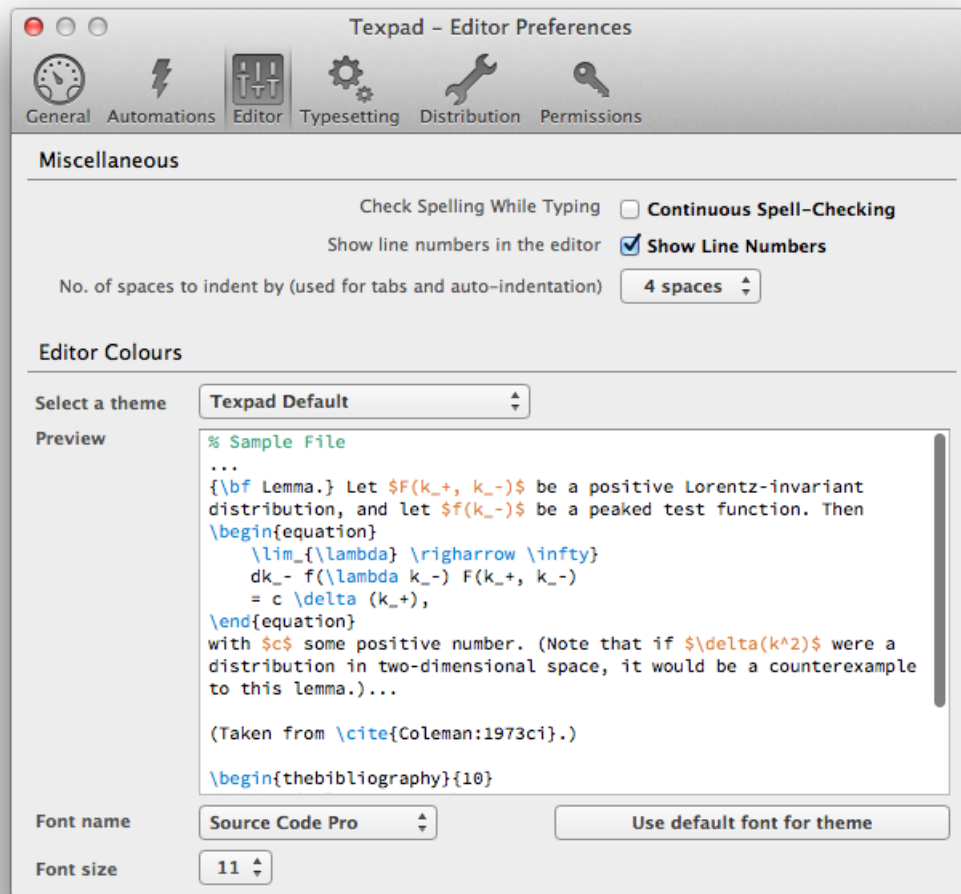 Texpad – Editor Preferences
General Automations Editor Typesetting Distribution Permissions
Miscellaneous
Check Spelling While Typing Continuous Spell-Checking
Show line numbers in the editor Show Line Numbers
No. of spaces to indent by (used for tabs and auto-indentation) 4 spaces
Editor Colours
Select a theme Texpad Default
Preview
% Sample File
...
{\bf Lemma.} Let $F(k_+, k_-)$ be a positive Lorentz-invariant
distribution, and let $f(k_-)$ be a peaked test function. Then
\begin{equation}
    \lim_{\lambda} \righarrow \infty}
    dk_- f(\lambda k_-) F(k_+, k_-)
    = c \delta (k_+),
\end{equation}
with $c$ some positive number. (Note that if $\delta(k^2)$ were a
distribution in two-dimensional space, it would be a counterexample
to this lemma.)...
(Taken from \cite{Coleman:1973ci}.)
\begin{thebibliography}{10}
Font name Source Code Pro Use default font for theme
Font size 11